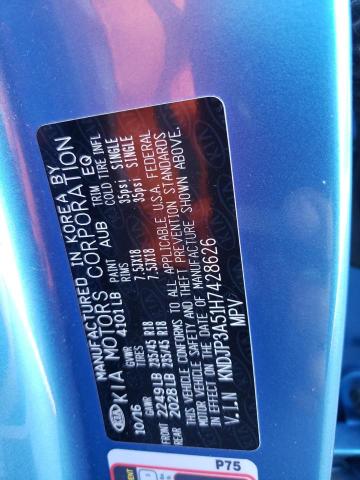 MANUFACTURED IN KOREA BY
KIA MOTORS CORPORATION
10/16 GVWR 4101LB PAINT AUB TRIM EQ
GAWR TIRES RIMS COLD TIRE INFL
FRONT 2249LB 235/45 R18 7.5JX18 35psi SINGLE
REAR 2028LB 235/45 R18 7.5JX18 35psi SINGLE
THIS VEHICLE CONFORMS TO ALL APPLICABLE U.S.A. FEDERAL
MOTOR VEHICLE SAFETY AND THEFT PREVENTION STANDARDS
IN EFFECT ON THE DATE OF MANUFACTURE SHOWN ABOVE.
V.I.N KNDJP3A51H7428626
MPV
P75